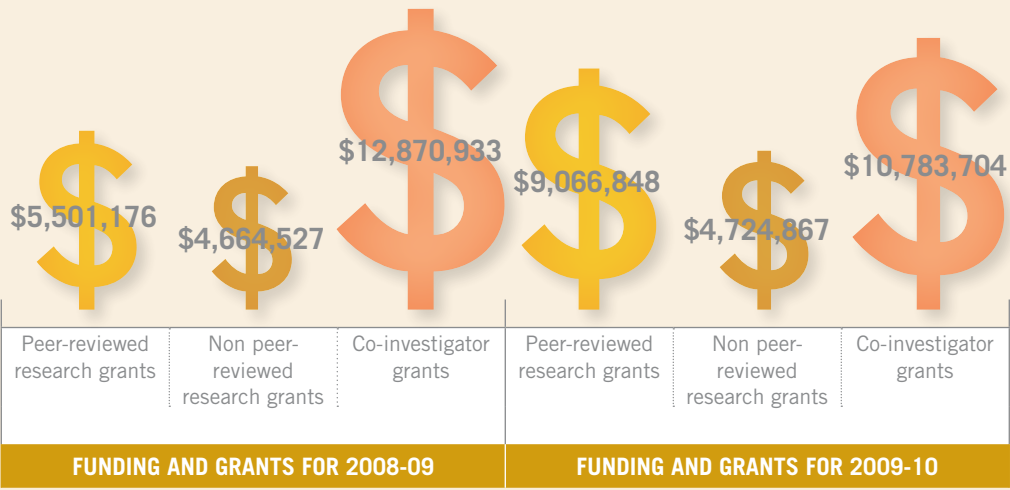 $5,501,176
$4,664,527
$12,870,933
$9,066,848
$4,724,867
$10,783,704
Peer-reviewed
research grants
Non peer-
reviewed
research grants
Co-investigator
grants
Peer-reviewed
research grants
Non peer-
reviewed
research grants
Co-investigator
grants
FUNDING AND GRANTS FOR 2008-09
FUNDING AND GRANTS FOR 2009-10